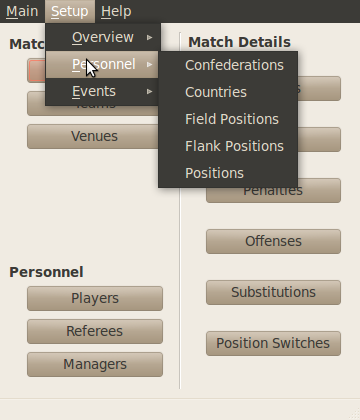 Main Setup Help
Matc
Match Details
Overview
Personnel
Events
Confederations
Countries
Field Positions
Flank Positions
Positions
Teams
Venues
Penalties
Offenses
Substitutions
Position Switches
Personnel
Players
Referees
Managers